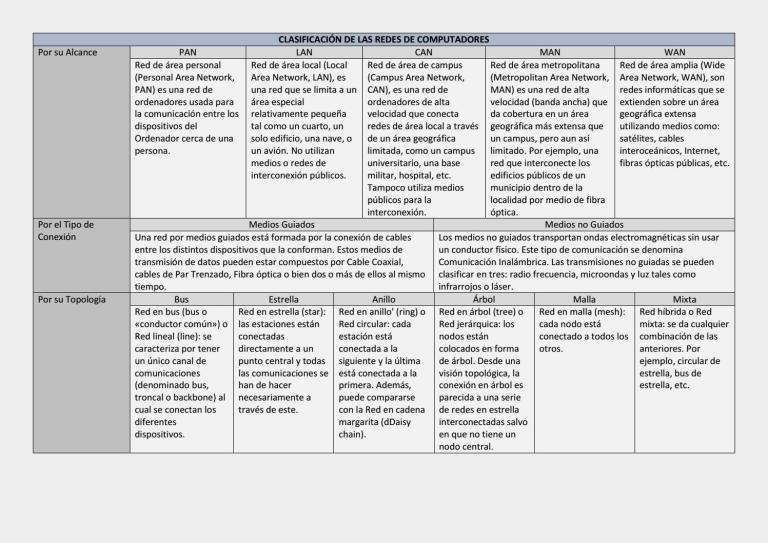 CLASIFICACIÓN DE LAS REDES DE COMPUTADORES
Por su Alcance
PAN
LAN
CAN
MAN
WAN
Red de área personal
(Personal Area Network,
PAN) es una red de
ordenadores usada para
la comunicación entre los
dispositivos del
Ordenador cerca de una
persona.
Red de área local (Local
Area Network, LAN), es
una red que se limita a un
área especial
relativamente pequeña
tal como un cuarto, un
solo edificio, una nave, o
un avión. No utilizan
medios o redes de
interconexión públicos.
Red de área de campus
(Campus Area Network,
CAN), es una red de
ordenadores de alta
velocidad que conecta
redes de área local a través
de un área geográfica
limitada, como un campus
universitario, una base
militar, hospital, etc.
Tampoco utiliza medios
públicos para la
interconexión.
Red de área metropolitana
(Metropolitan Area Network,
MAN) es una red de alta
velocidad (banda ancha) que
da cobertura en un área
geográfica más extensa que
un campus, pero aun así
limitado. Por ejemplo, una
red que interconecte los
edificios públicos de un
municipio dentro de la
localidad por medio de fibra
óptica.
Red de área amplia (Wide
Area Network, WAN), son
redes informáticas que se
extienden sobre un área
geográfica extensa
utilizando medios como:
satélites, cables
interoceánicos, Internet,
fibras ópticas públicas, etc.
Por el Tipo de
Conexión
Medios Guiados
Medios no Guiados
Una red por medios guiados está formada por la conexión de cables
entre los distintos dispositivos que la conforman. Estos medios de
transmisión de datos pueden estar compuestos por Cable Coaxial,
cables de Par Trenzado, Fibra óptica o bien dos o más de ellos al mismo
tiempo.
Los medios no guiados transportan ondas electromagnéticas sin usar
un conductor físico. Este tipo de comunicación se denomina
Comunicación Inalámbrica. Las transmisiones no guiadas se pueden
clasificar en tres: radio frecuencia, microondas y luz tales como
infrarrojos o láser.
Por su Topología
Bus
Estrella
Anillo
Árbol
Malla
Mixta
Red en bus (bus o
«conductor común») o
Red lineal (line): se
caracteriza por tener
un único canal de
comunicaciones
(denominado bus,
troncal o backbone) al
cual se conectan los
diferentes
dispositivos.
Red en estrella (star):
las estaciones están
conectadas
directamente a un
punto central y todas
las comunicaciones se
han de hacer
necesariamente a
través de este.
Red en anillo' (ring) o
Red circular: cada
estación está
conectada a la
siguiente y la última
está conectada a la
primera. Además,
puede compararse
con la Red en cadena
margarita (dDaisy
chain).
Red en árbol (tree) o
Red jerárquica: los
nodos están
colocados en forma
de árbol. Desde una
visión topológica, la
conexión en árbol es
parecida a una serie
de redes en estrella
interconectadas salvo
en que no tiene un
nodo central.
Red en malla (mesh):
cada nodo está
conectado a todos los
otros.
Red híbrida o Red
mixta: se da cualquier
combinación de las
anteriores. Por
ejemplo, circular de
estrella, bus de
estrella, etc.